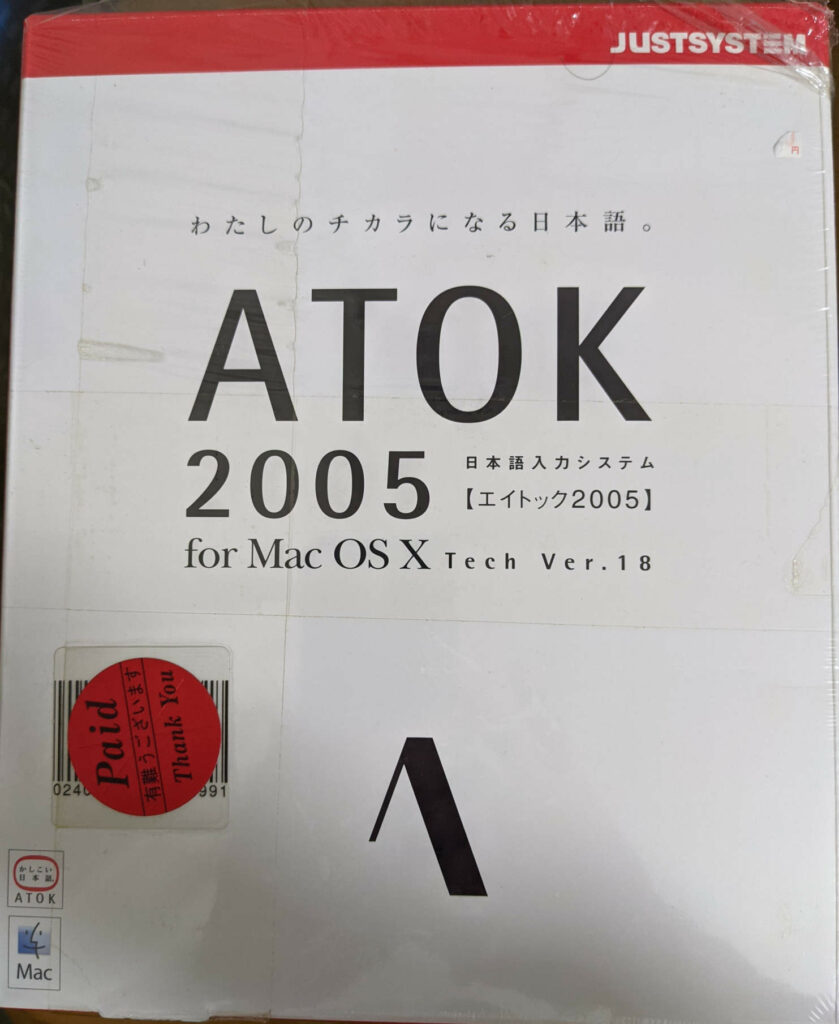 JUSTSYSTEM
円
わたしのチカラになる日本語。
ATOK
2005
日本語入力システム
【エイトック2005】
for Mac OS X Tech Ver.18
Paid
有難うございます
Thank You
かしこい
日本語。
ATOK
Mac